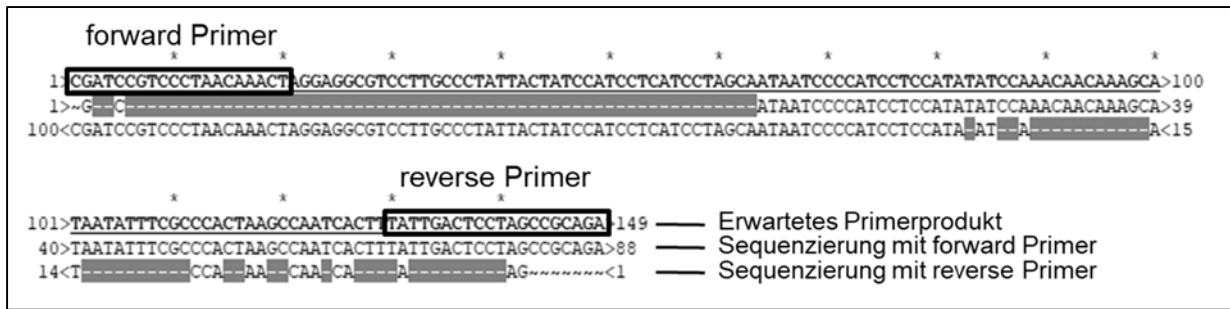 forward Primer
* * * * * * * * * *
1>CGATCCGTCCCTAACAAACTAGGAGGCGTCCTTGCCCTATTACTATCCATCCTCATCCTAGCAATAATCCCCATCCTCCATATATCCAAACAACAAAGCA>100
1>~G--C----------------------------------------------------------ATAATCCCCATCCTCCATATATCCAAACAACAAAGCA>39
100<CGATCCGTCCCTAACAAACTAGGAGGCGTCCTTGCCCTATTACTATCCATCCTCATCCTAGCAATAATCCCCATCCTCCATA-AT--A-----------A<15
reverse Primer
* * * *
101>TAATATTTCGCCCACTAAGCCAATCACTTTATTGACTCCTAGCCGCAGA>149 Erwartetes Primerprodukt
40>TAATATTTCGCCCACTAAGCCAATCACTTTATTGACTCCTAGCCGCAGA>88 Sequenzierung mit forward Primer
14<T----------CCA--AA--CAA-CA----A---------AG~~~~~~~<1 Sequenzierung mit reverse Primer